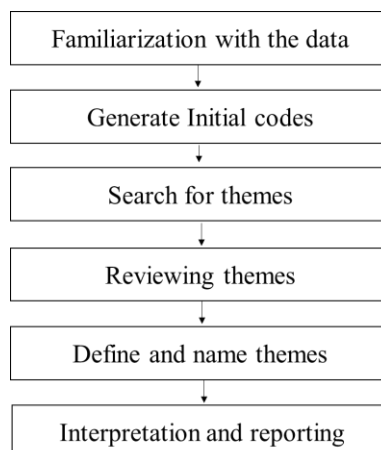 Familiarization with the data
Generate Initial codes
Search for themes
Reviewing themes
Define and name themes
Interpretation and reporting